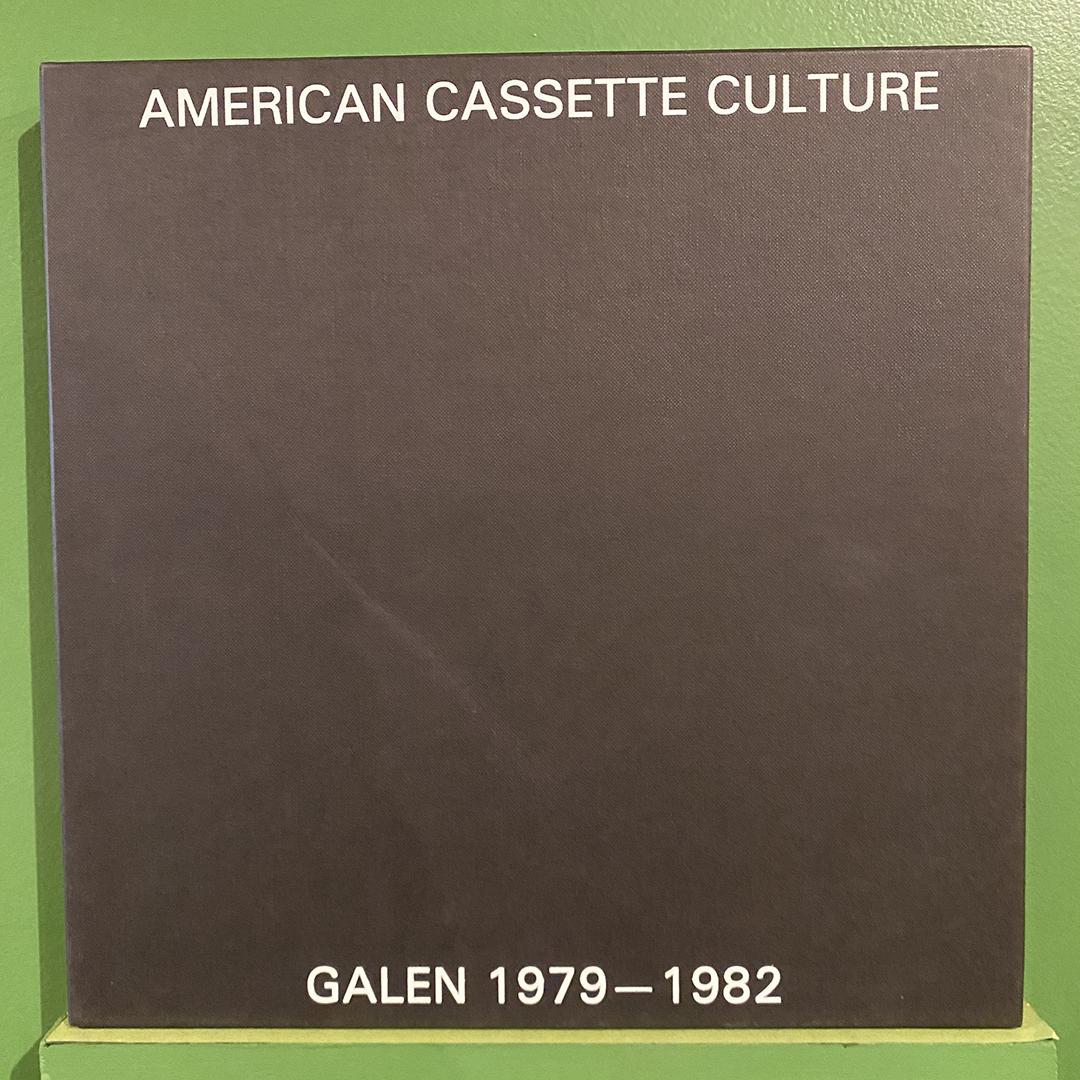 AMERICAN CASSETTE CULTURE
GALEN 1979—1982